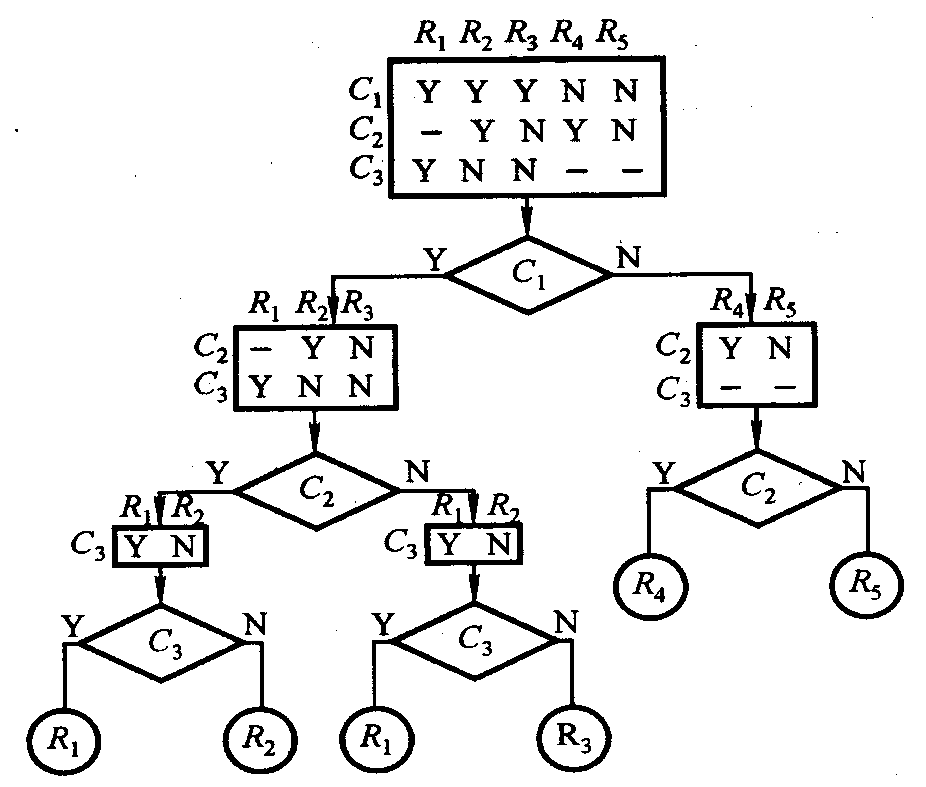 R1 R2 R3 R4 R5
C1 Y Y Y N N
C2 – Y N Y N
C3 Y N N – –
Y C1 N
R1 R2 R3
C2 – Y N
C3 Y N N
R4 R5
C2 Y N
C3 – –
Y C2 N
Y C2 N
R1 R2
C3 Y N
R1 R2
C3 Y N
R4
R5
Y C3 N
Y C3 N
R1
R2
R1
R3